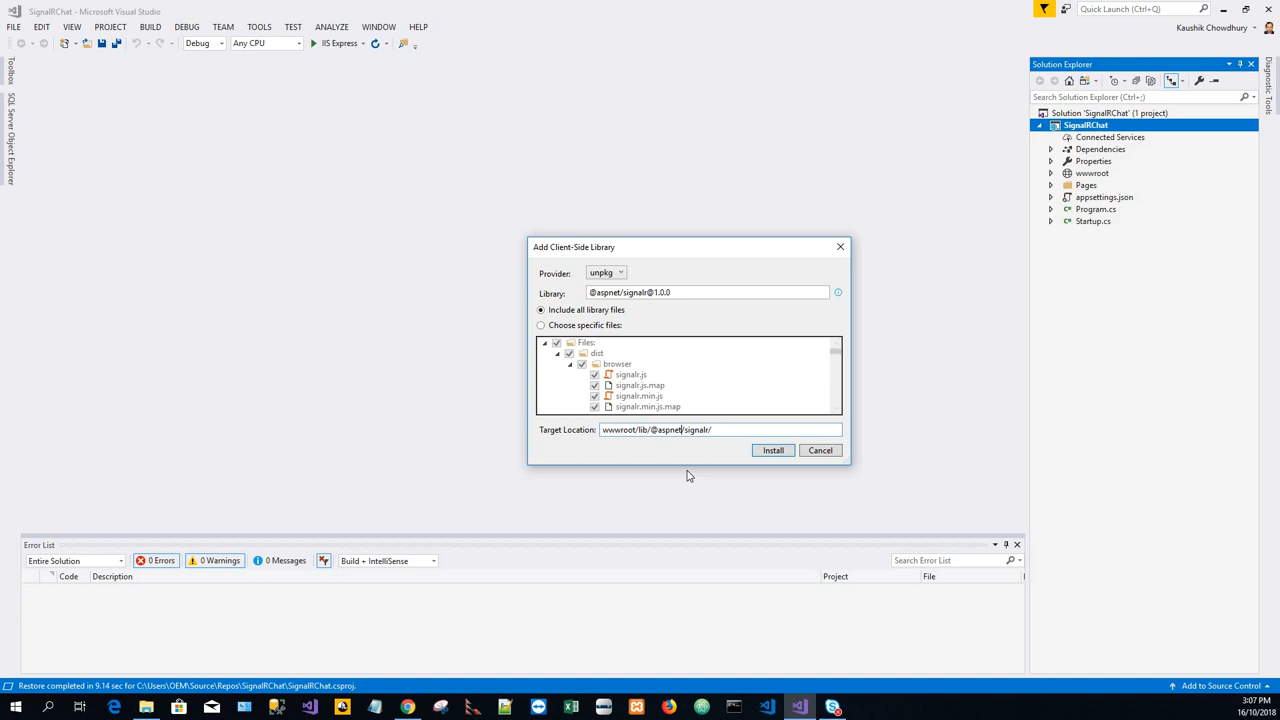 SignalRChat - Microsoft Visual Studio
Quick Launch (Ctrl+Q)
FILE EDIT VIEW PROJECT BUILD DEBUG TEAM TOOLS TEST ANALYZE WINDOW HELP
Kaushik Chowdhury
Debug Any CPU IIS Express
Toolbox
SQL Server Object Explorer
Solution Explorer
Search Solution Explorer (Ctrl+;)
Solution 'SignalRChat' (1 project)
SignalRChat
Connected Services
Dependencies
Properties
wwwroot
Pages
appsettings.json
Program.cs
Startup.cs
Diagnostic Tools
Add Client-Side Library
Provider: unpkg
Library: @aspnet/signalr@1.0.0
Include all library files
Choose specific files:
Files:
dist
browser
signalr.js
signalr.js.map
signalr.min.js
signalr.min.js.map
Target Location: wwwroot/lib/@aspnet/signalr/
Install Cancel
Error List
Entire Solution 0 Errors 0 Warnings 0 Messages Build + IntelliSense Search Error List
Code Description Project File
Restore completed in 9.14 sec for C:\Users\OEM\Source\Repos\SignalRChat\SignalRChat.csproj.
Add to Source Control
3:07 PM
16/10/2018